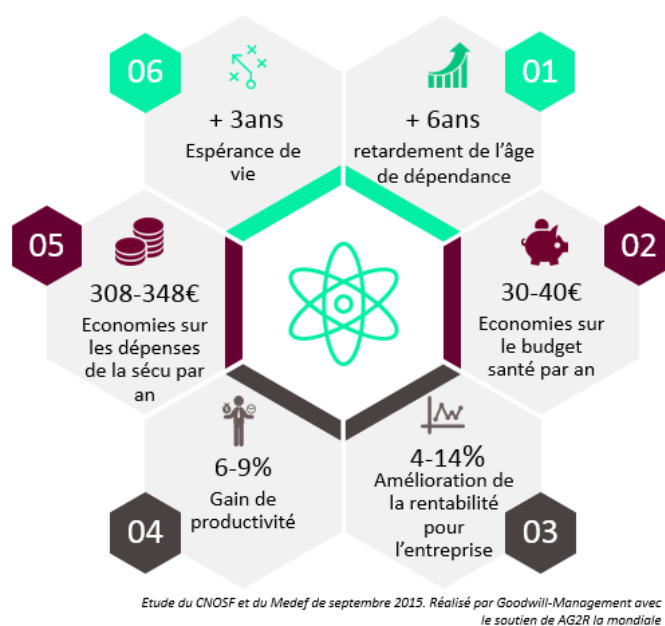 01
+ 6ans
retardement de l'âge
de dépendance
02
30-40€
Economies sur
le budget
santé par an
03
4-14%
Amélioration de
la rentabilité
pour
l'entreprise
04
6-9%
Gain de
productivité
05
308-348€
Economies sur
les dépenses
de la sécu par
an
06
+ 3ans
Espérance de
vie
Etude du CNOSF et du Medef de septembre 2015. Réalisé par Goodwill-Management avec
le soutien de AG2R la mondiale